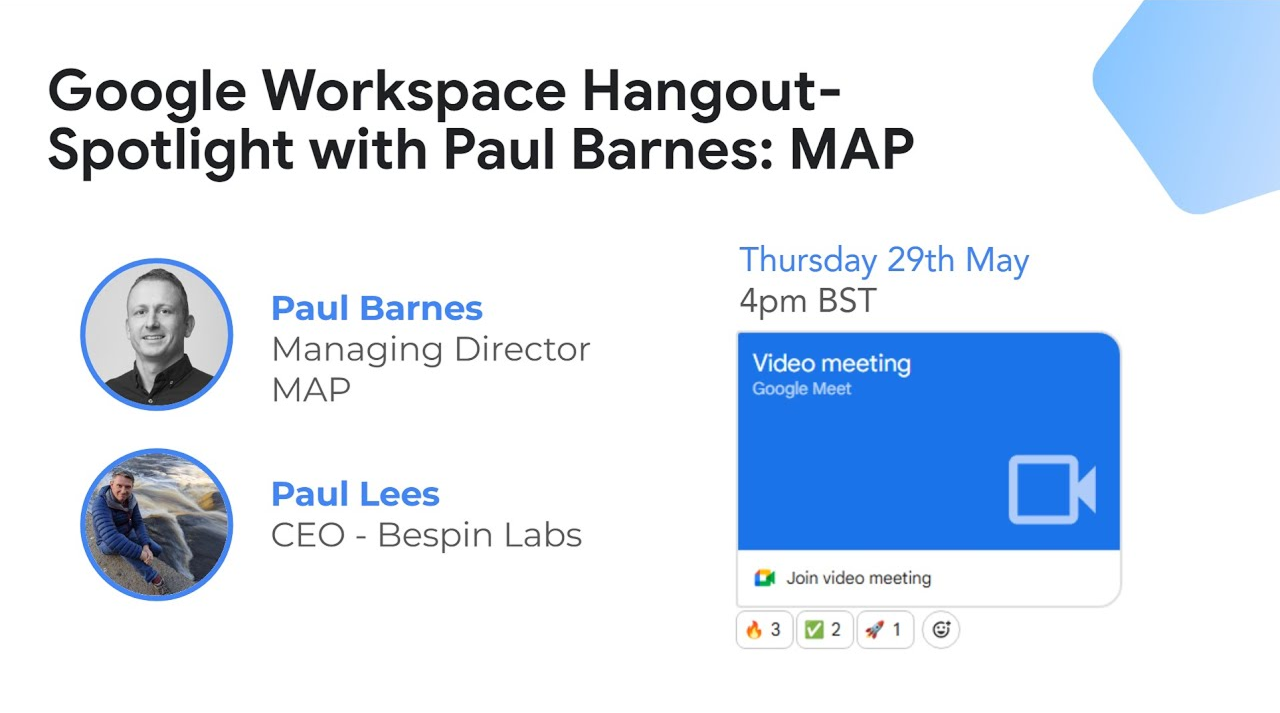 Google Workspace Hangout-
Spotlight with Paul Barnes: MAP
Paul Barnes
Managing Director
MAP
Paul Lees
CEO - Bespin Labs
Thursday 29th May
4pm BST
Video meeting
Google Meet
Join video meeting
🔥 3 ✅ 2 🚀 1